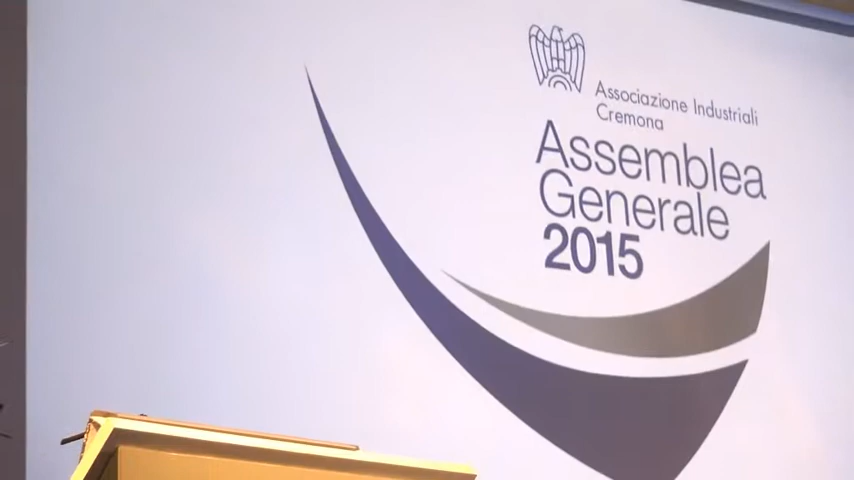 Associazione Industriali
Cremona
Assemblea
Generale
2015